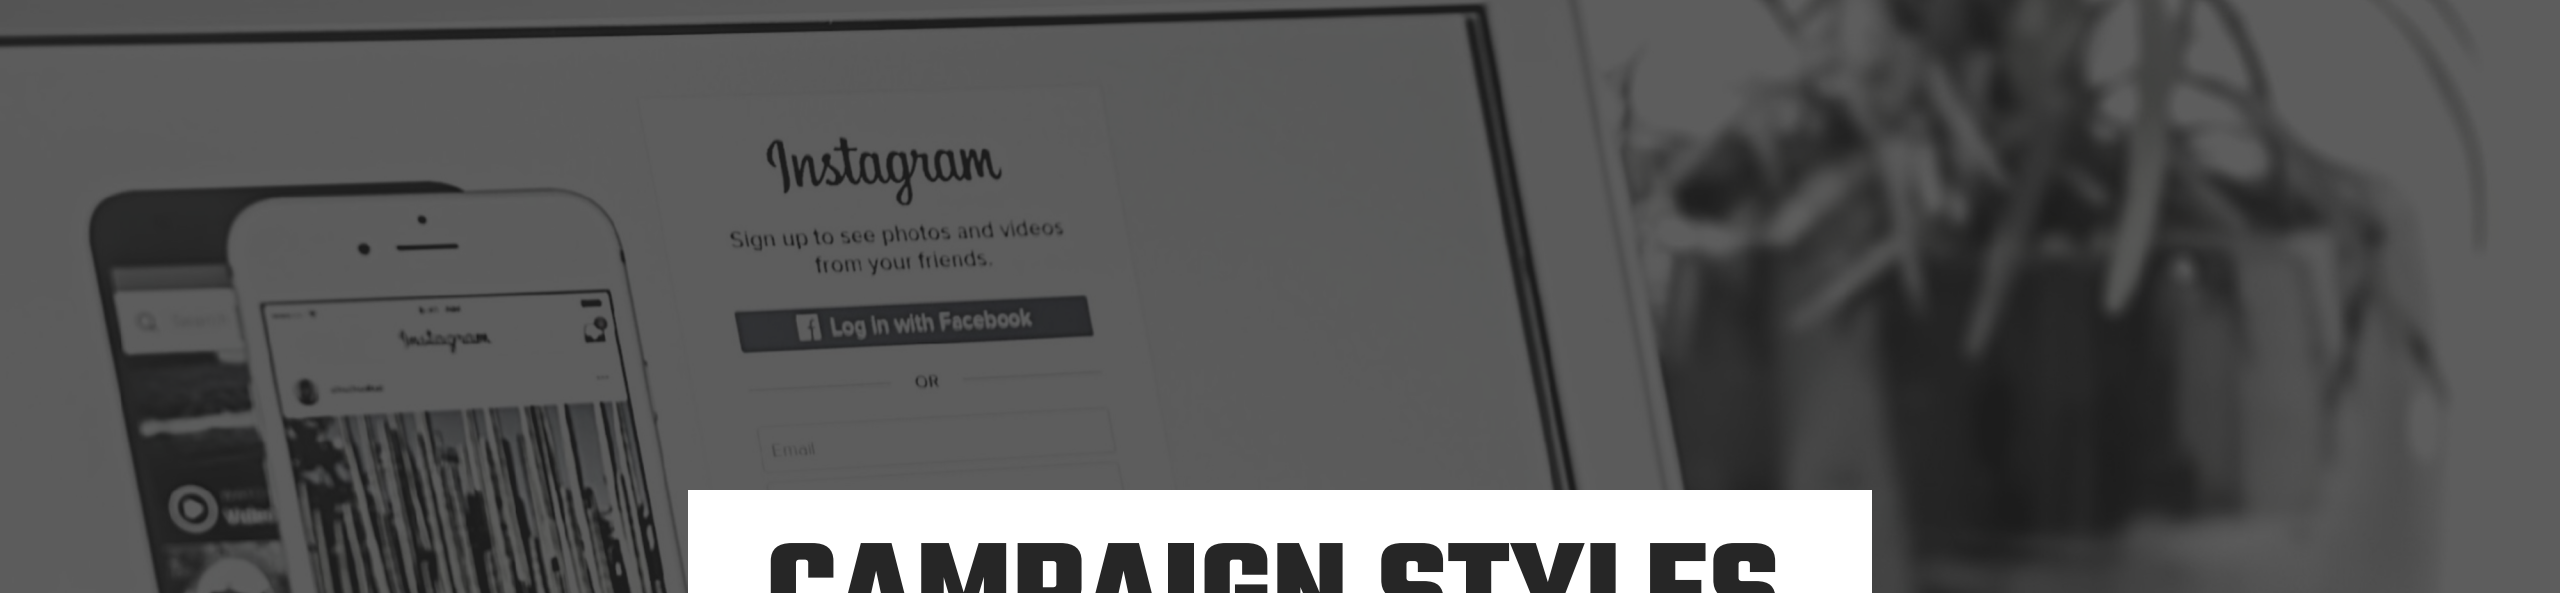 Instagram
Sign up to see photos and videos
from your friends.
Log in with Facebook
OR
Email
Search
Instagram
CAMPAIGN STYLES